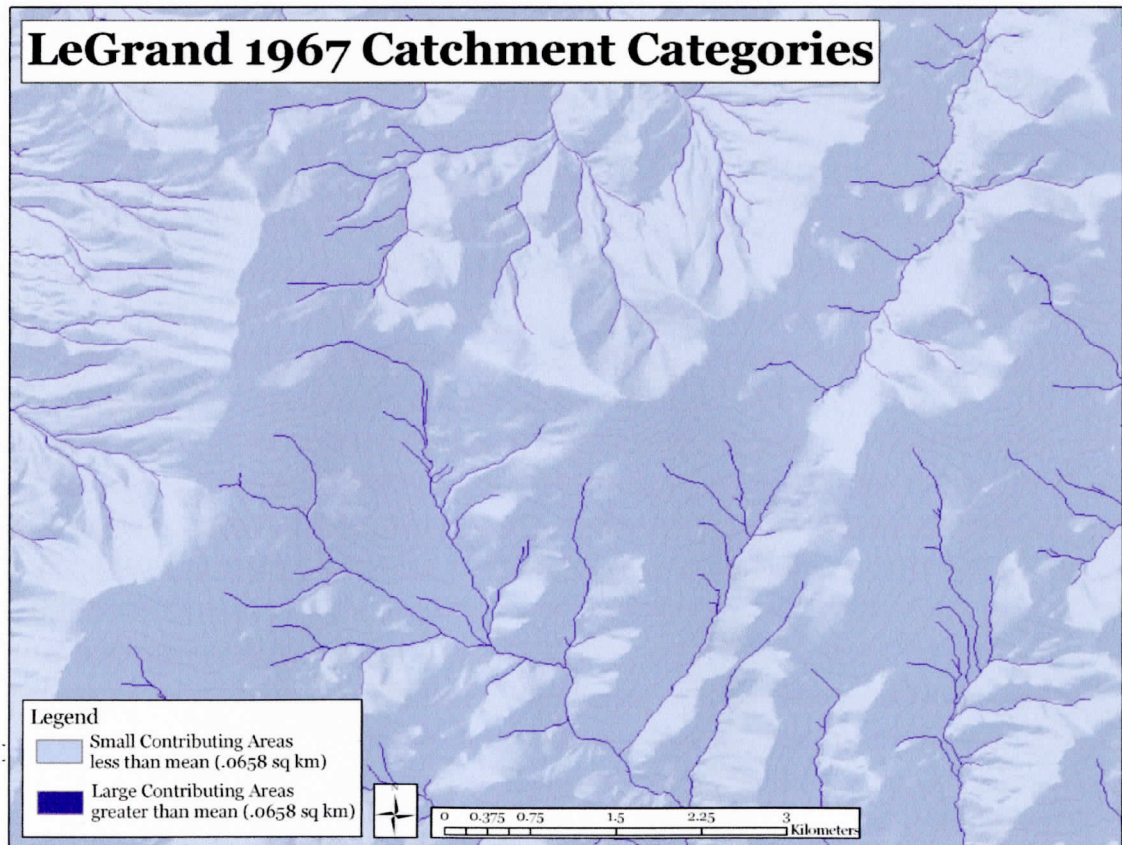 LeGrand 1967 Catchment Categories
Legend
Small Contributing Areas
less than mean (.0658 sq km)
Large Contributing Areas
greater than mean (.0658 sq km)
N
0 0.375 0.75 1.5 2.25 3
Kilometers